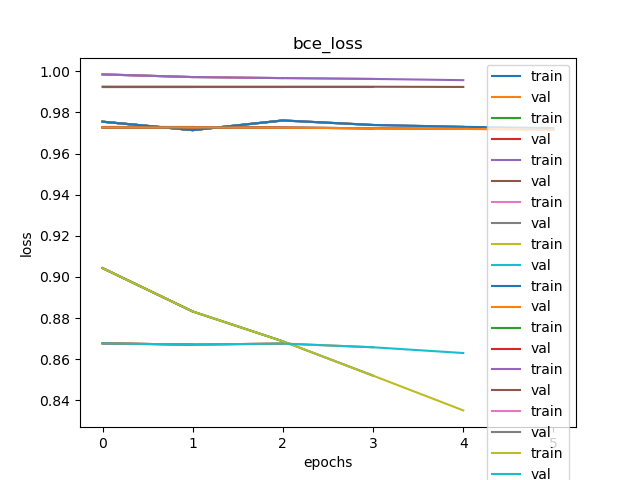 bce_loss
1.00
0.98
0.96
0.94
0.92
0.90
0.88
0.86
0.84
loss
0 1 2 3 4 5
epochs
train
val
train
val
train
val
train
val
train
val
train
val
train
val
train
val
train
val
train
val